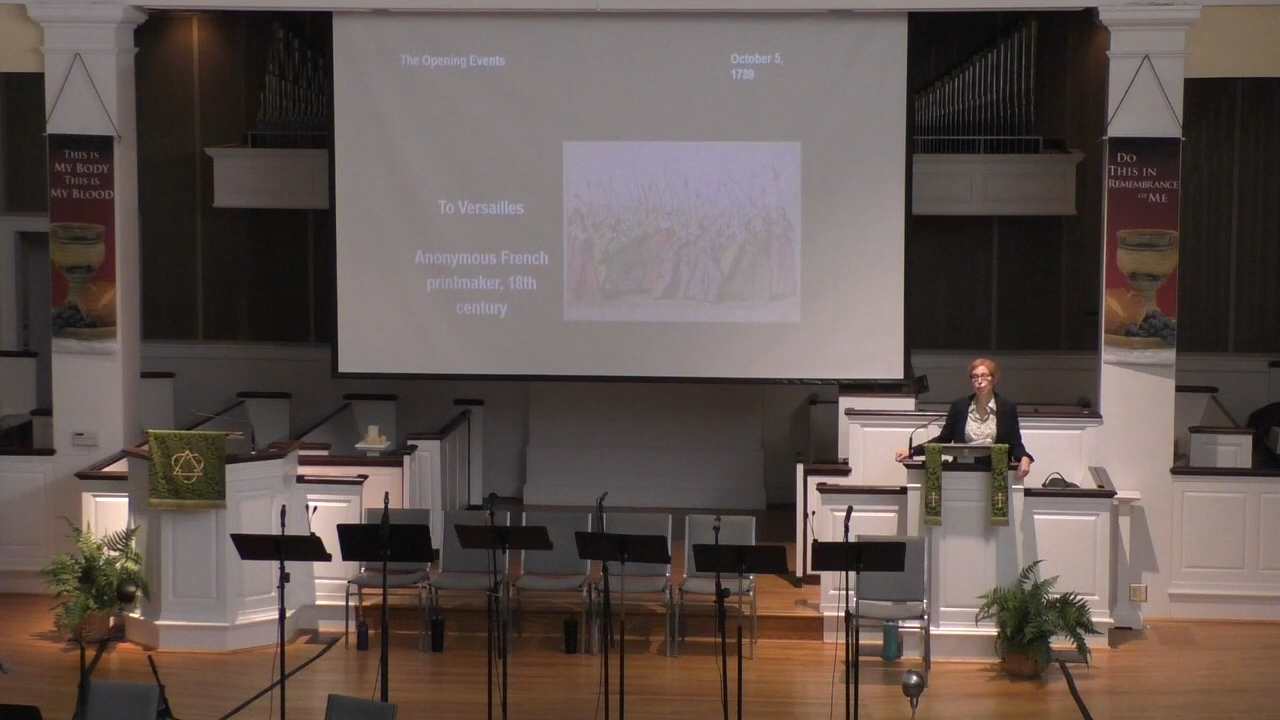 The Opening Events
October 5,
1789
To Versailles
Anonymous French
printmaker, 18th
century
THIS IS
MY BODY
THIS IS
MY BLOOD
DO
THIS IN
REMEMBRANCE
OF ME